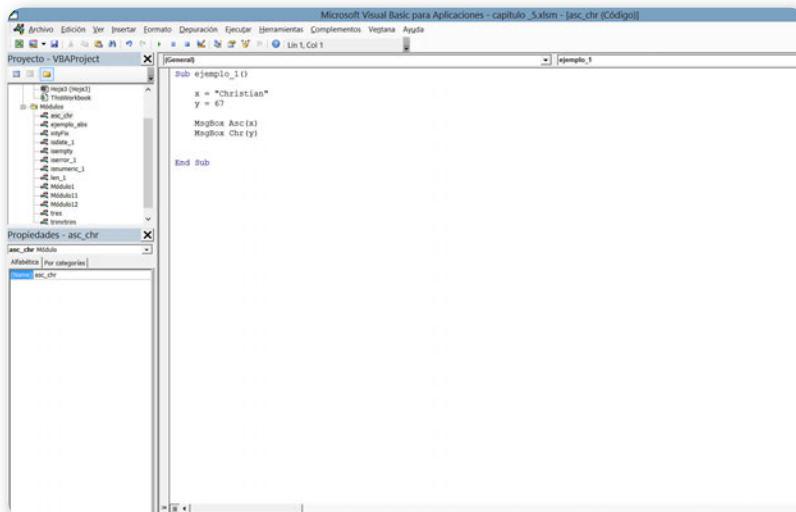 Microsoft Visual Basic para Aplicaciones - capitulo _5.xlsm - [asc_chr (Código)]
Archivo Edición Ver Insertar Formato Depuración Ejecutar Herramientas Complementos Ventana Ayuda
Lin 1, Col 1
Proyecto - VBAProject
Hoja3 (Hoja3)
ThisWorkbook
Módulos
asc_chr
ejemplo_abs
intyFix
isdate_1
isempty
iserror_1
isnumeric_1
len_1
Módulo1
Módulo11
Módulo12
tres
Propiedades - asc_chr
asc_chr Módulo
Alfabética Por categorías
(Name) asc_chr
(General) ejemplo_1
Sub ejemplo_1()
x = "Christian"
y = 67
MsgBox Asc(x)
MsgBox Chr(y)
End Sub